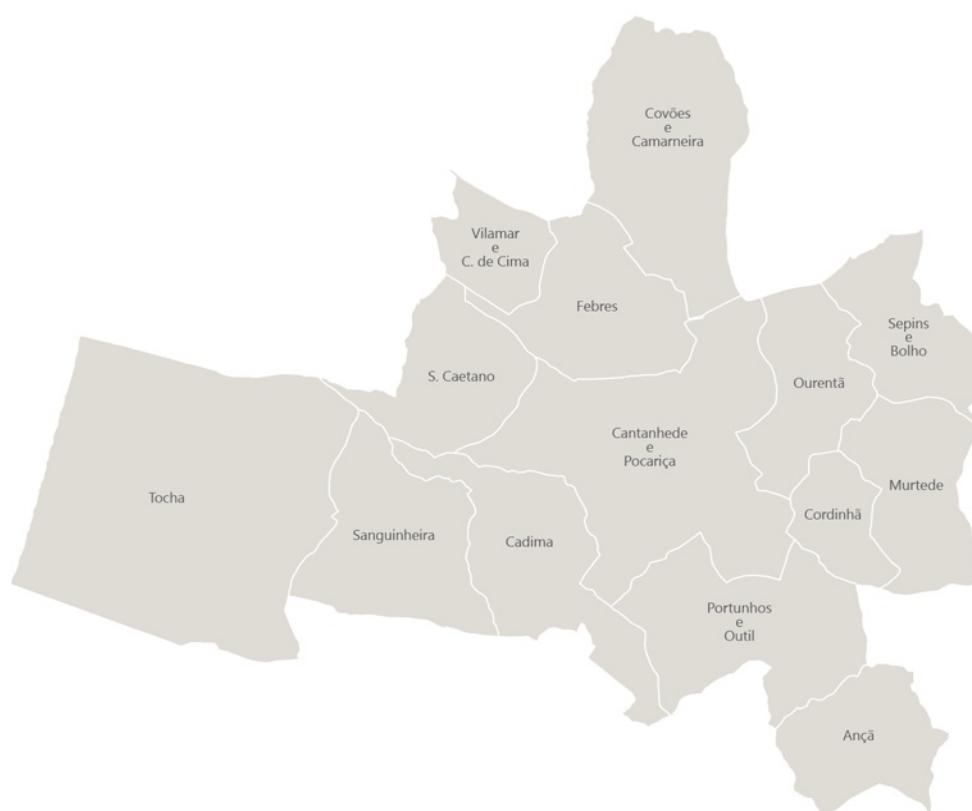 Covões
e
Camarneira
Vilamar
e
C. de Cima
Febres
Sepins
e
Bolho
S. Caetano
Ourentã
Cantanhede
e
Pocariça
Tocha
Murtede
Cordinhã
Sanguinheira
Cadima
Portunhos
e
Outil
Ançã